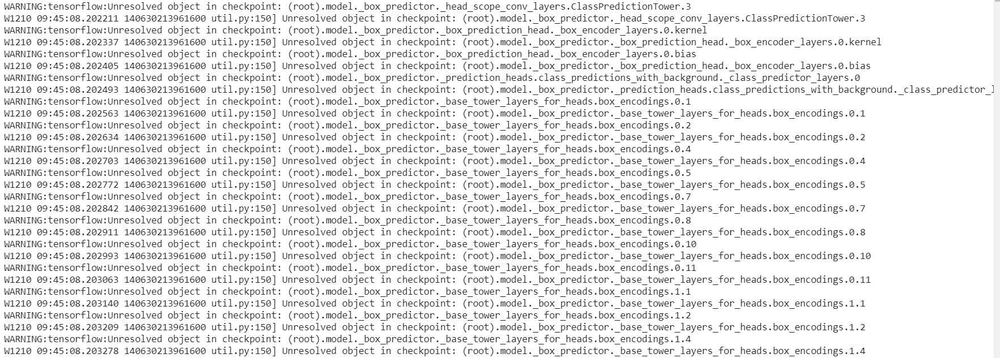 WARNING:tensorflow:Unresolved object in checkpoint: (root).model._box_predictor._head_scope_conv_layers.ClassPredictionTower.3
W1210 09:45:08.202211 140630213961600 util.py:150] Unresolved object in checkpoint: (root).model._box_predictor._head_scope_conv_layers.ClassPredictionTower.3
WARNING:tensorflow:Unresolved object in checkpoint: (root).model._box_predictor._box_prediction_head._box_encoder_layers.0.kernel
W1210 09:45:08.202337 140630213961600 util.py:150] Unresolved object in checkpoint: (root).model._box_predictor._box_prediction_head._box_encoder_layers.0.kernel
WARNING:tensorflow:Unresolved object in checkpoint: (root).model._box_predictor._box_prediction_head._box_encoder_layers.0.bias
W1210 09:45:08.202405 140630213961600 util.py:150] Unresolved object in checkpoint: (root).model._box_predictor._box_prediction_head._box_encoder_layers.0.bias
WARNING:tensorflow:Unresolved object in checkpoint: (root).model._box_predictor._prediction_heads.class_predictions_with_background._class_predictor_layers.0
W1210 09:45:08.202493 140630213961600 util.py:150] Unresolved object in checkpoint: (root).model._box_predictor._prediction_heads.class_predictions_with_background._class_predictor_l
WARNING:tensorflow:Unresolved object in checkpoint: (root).model._box_predictor._base_tower_layers_for_heads.box_encodings.0.1
W1210 09:45:08.202563 140630213961600 util.py:150] Unresolved object in checkpoint: (root).model._box_predictor._base_tower_layers_for_heads.box_encodings.0.1
WARNING:tensorflow:Unresolved object in checkpoint: (root).model._box_predictor._base_tower_layers_for_heads.box_encodings.0.2
W1210 09:45:08.202634 140630213961600 util.py:150] Unresolved object in checkpoint: (root).model._box_predictor._base_tower_layers_for_heads.box_encodings.0.2
WARNING:tensorflow:Unresolved object in checkpoint: (root).model._box_predictor._base_tower_layers_for_heads.box_encodings.0.4
W1210 09:45:08.202703 140630213961600 util.py:150] Unresolved object in checkpoint: (root).model._box_predictor._base_tower_layers_for_heads.box_encodings.0.4
WARNING:tensorflow:Unresolved object in checkpoint: (root).model._box_predictor._base_tower_layers_for_heads.box_encodings.0.5
W1210 09:45:08.202772 140630213961600 util.py:150] Unresolved object in checkpoint: (root).model._box_predictor._base_tower_layers_for_heads.box_encodings.0.5
WARNING:tensorflow:Unresolved object in checkpoint: (root).model._box_predictor._base_tower_layers_for_heads.box_encodings.0.7
W1210 09:45:08.202842 140630213961600 util.py:150] Unresolved object in checkpoint: (root).model._box_predictor._base_tower_layers_for_heads.box_encodings.0.7
WARNING:tensorflow:Unresolved object in checkpoint: (root).model._box_predictor._base_tower_layers_for_heads.box_encodings.0.8
W1210 09:45:08.202911 140630213961600 util.py:150] Unresolved object in checkpoint: (root).model._box_predictor._base_tower_layers_for_heads.box_encodings.0.8
WARNING:tensorflow:Unresolved object in checkpoint: (root).model._box_predictor._base_tower_layers_for_heads.box_encodings.0.10
W1210 09:45:08.202993 140630213961600 util.py:150] Unresolved object in checkpoint: (root).model._box_predictor._base_tower_layers_for_heads.box_encodings.0.10
WARNING:tensorflow:Unresolved object in checkpoint: (root).model._box_predictor._base_tower_layers_for_heads.box_encodings.0.11
W1210 09:45:08.203063 140630213961600 util.py:150] Unresolved object in checkpoint: (root).model._box_predictor._base_tower_layers_for_heads.box_encodings.0.11
WARNING:tensorflow:Unresolved object in checkpoint: (root).model._box_predictor._base_tower_layers_for_heads.box_encodings.1.1
W1210 09:45:08.203140 140630213961600 util.py:150] Unresolved object in checkpoint: (root).model._box_predictor._base_tower_layers_for_heads.box_encodings.1.1
WARNING:tensorflow:Unresolved object in checkpoint: (root).model._box_predictor._base_tower_layers_for_heads.box_encodings.1.2
W1210 09:45:08.203209 140630213961600 util.py:150] Unresolved object in checkpoint: (root).model._box_predictor._base_tower_layers_for_heads.box_encodings.1.2
WARNING:tensorflow:Unresolved object in checkpoint: (root).model._box_predictor._base_tower_layers_for_heads.box_encodings.1.4
W1210 09:45:08.203278 140630213961600 util.py:150] Unresolved object in checkpoint: (root).model._box_predictor._base_tower_layers_for_heads.box_encodings.1.4